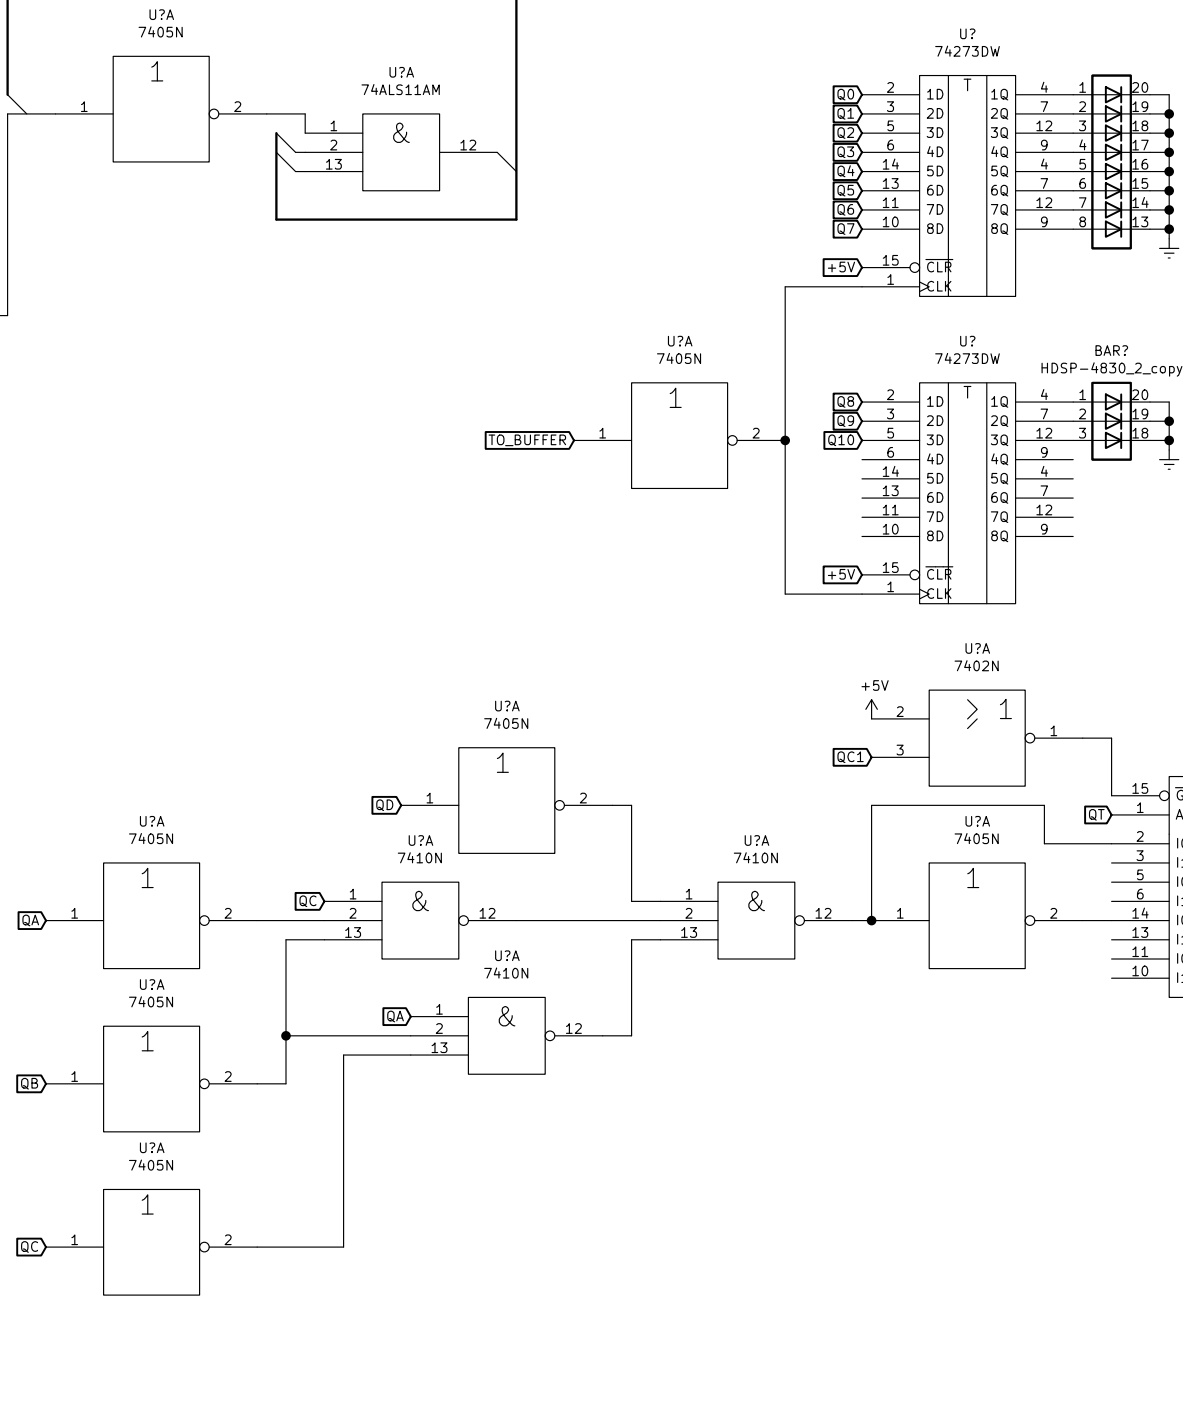 U?A
7405N
1
1
2
U?A
74ALS11AM
&
1
2
13
12
U?
74273DW
T
Q0 2 1D 1Q 4 1 20
Q1 3 2D 2Q 7 2 19
Q2 5 3D 3Q 12 3 18
Q3 6 4D 4Q 9 4 17
Q4 14 5D 5Q 4 5 16
Q5 13 6D 6Q 7 6 15
Q6 11 7D 7Q 12 7 14
Q7 10 8D 8Q 9 8 13
+5V 15 CLR
1 CLK
U?A
7405N
1
TO_BUFFER 1 2
U?
74273DW
T
BAR?
HDSP-4830_2_copy
Q8 2 1D 1Q 4 1 20
Q9 3 2D 2Q 7 2 19
Q10 5 3D 3Q 12 3 18
6 4D 4Q 9
14 5D 5Q 4
13 6D 6Q 7
11 7D 7Q 12
10 8D 8Q 9
+5V 15 CLR
1 CLK
U?A
7402N
≥ 1
+5V
2
QC1 3
1
U?A
7405N
1
QD 1 2
U?A
7405N
1
QA 1 2
U?A
7410N
&
QC 1
2
13
12
U?A
7410N
&
1
2
13
12
U?A
7405N
1
1 2
15
QT 1
2
3
5
6
14
13
11
10
U?A
7410N
&
QA 1
2
13
12
U?A
7405N
1
QB 1 2
U?A
7405N
1
QC 1 2